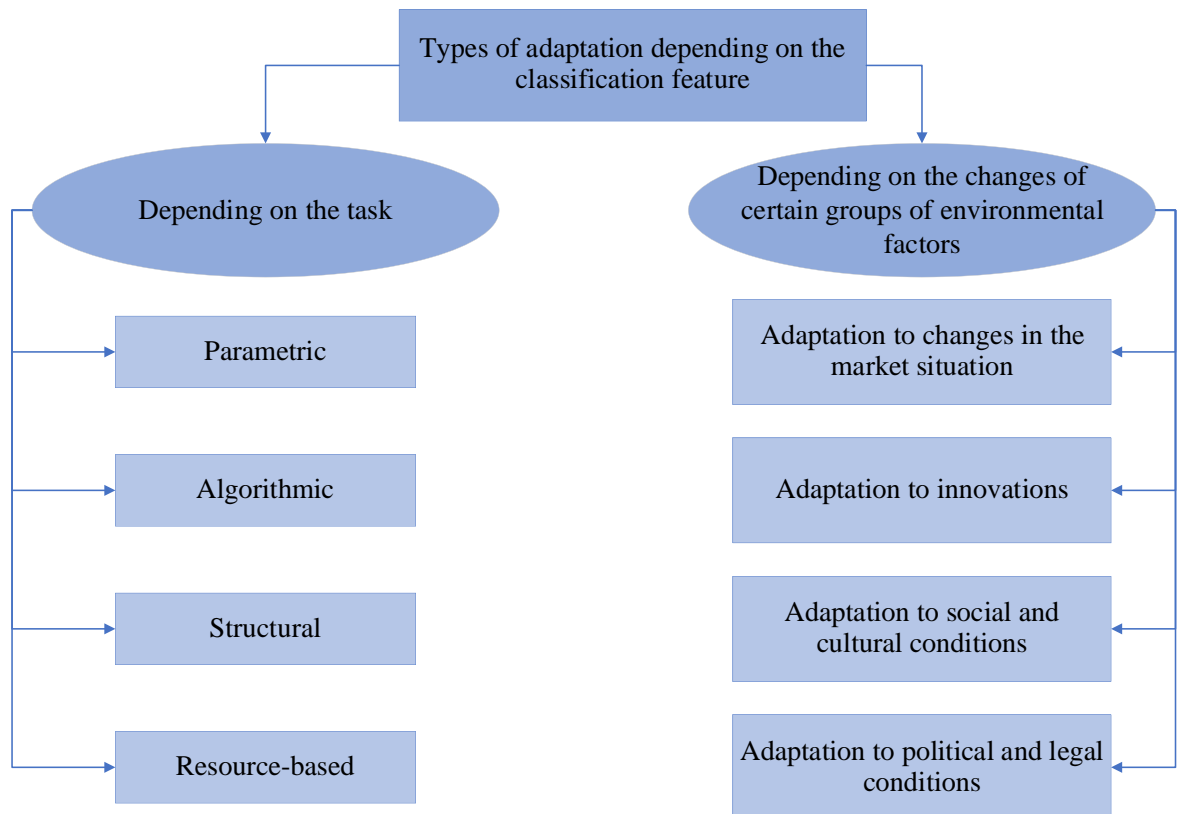 Types of adaptation depending on the
classification feature
Depending on the task
Parametric
Algorithmic
Structural
Resource-based
Depending on the changes of
certain groups of environmental
factors
Adaptation to changes in the
market situation
Adaptation to innovations
Adaptation to social and
cultural conditions
Adaptation to political and legal
conditions